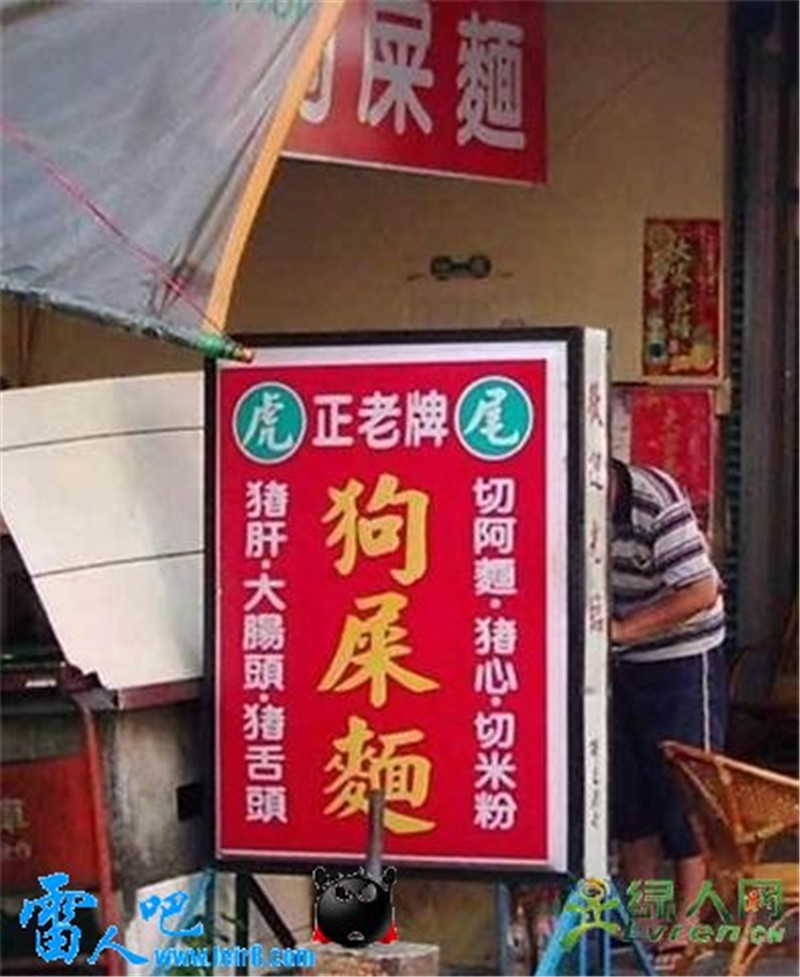 屎麵
虎 正老牌 尾
狗屎麵
切阿麵·猪心·切米粉
猪肝·大腸頭·猪舌頭
雷人吧
www.leir8.com
绿人网
Lvren.cn